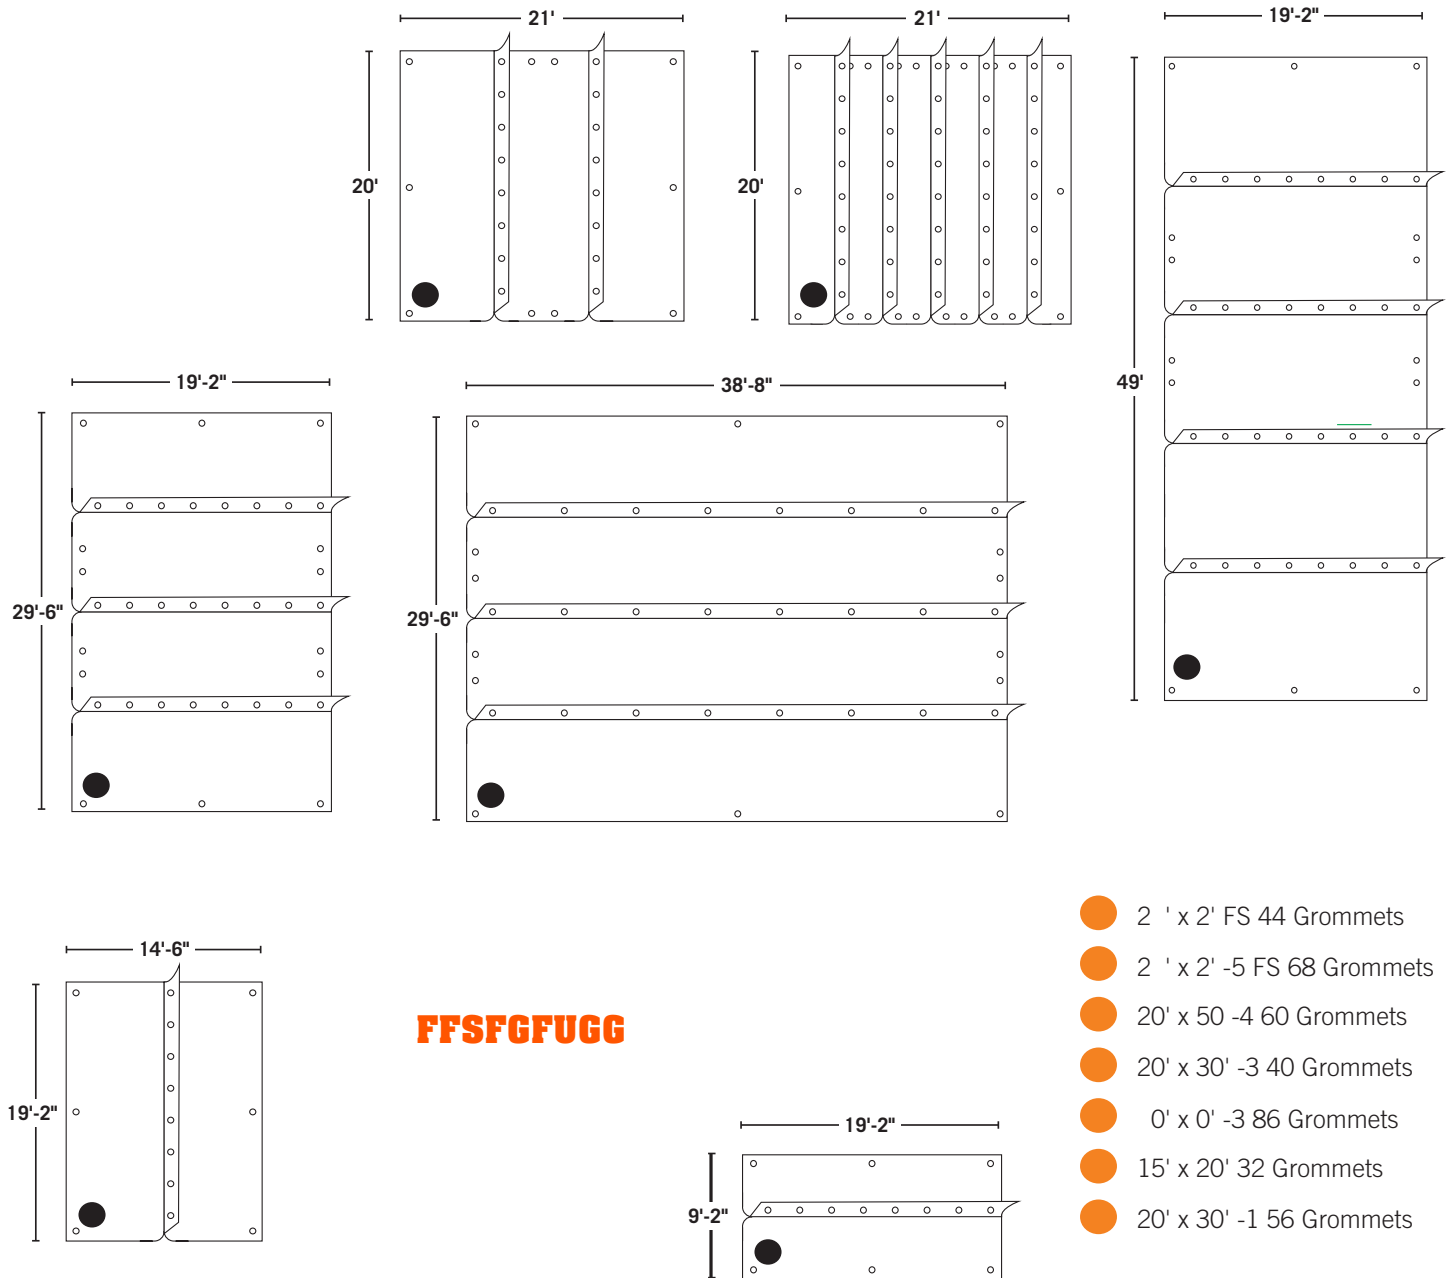 21'
21'
19'-2"
20'
20'
49'
19'-2"
38'-8"
29'-6"
29'-6"
14'-6"
19'-2"
FFSFGFUGG
19'-2"
9'-2"
2 ' x 2' FS 44 Grommets
2 ' x 2' -5 FS 68 Grommets
20' x 50 -4 60 Grommets
20' x 30' -3 40 Grommets
0' x 0' -3 86 Grommets
15' x 20' 32 Grommets
20' x 30' -1 56 Grommets